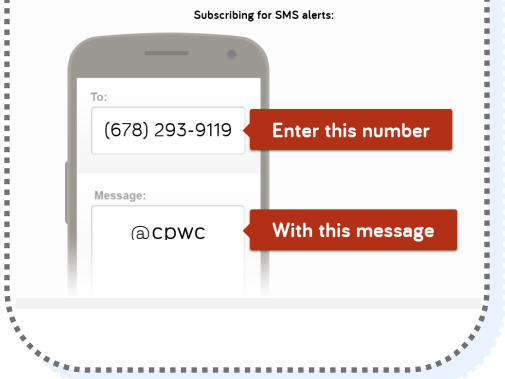 Subscribing for SMS alerts:
To:
(678) 293-9119
Enter this number
Message:
@cpwc
With this message